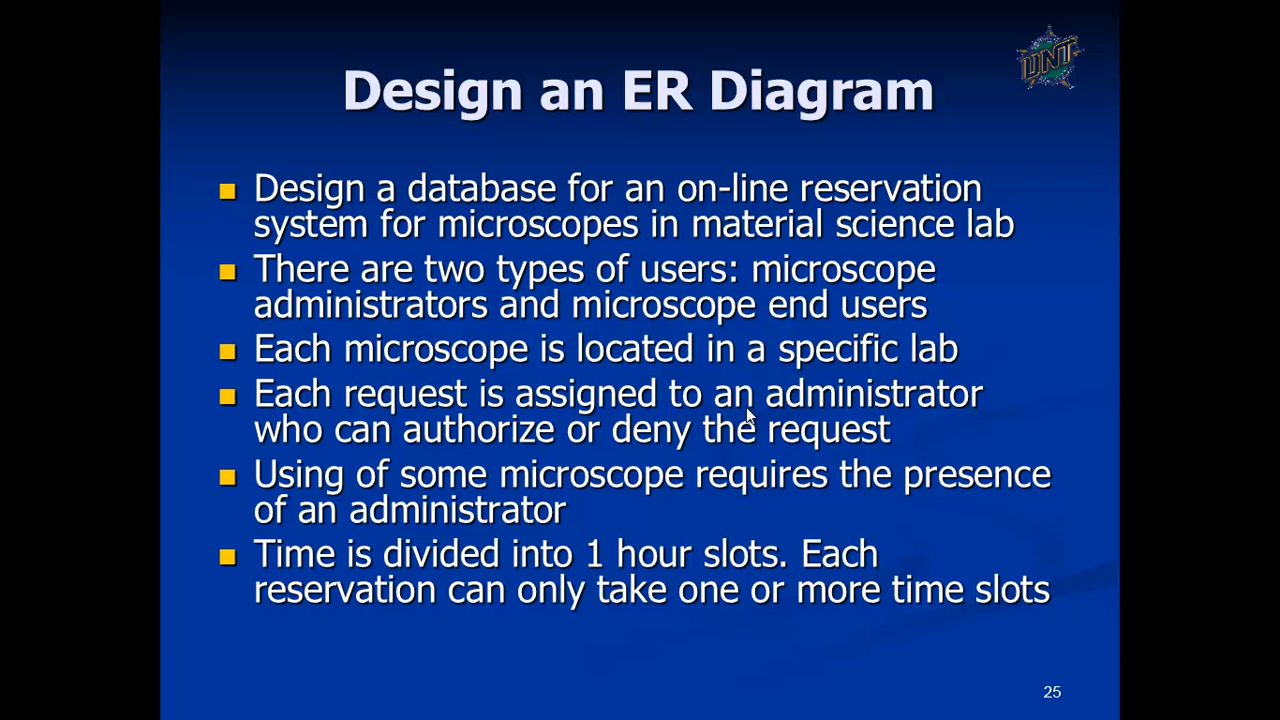 UNT
Design an ER Diagram
Design a database for an on-line reservation
system for microscopes in material science lab
There are two types of users: microscope
administrators and microscope end users
Each microscope is located in a specific lab
Each request is assigned to an administrator
who can authorize or deny the request
Using of some microscope requires the presence
of an administrator
Time is divided into 1 hour slots. Each
reservation can only take one or more time slots
25